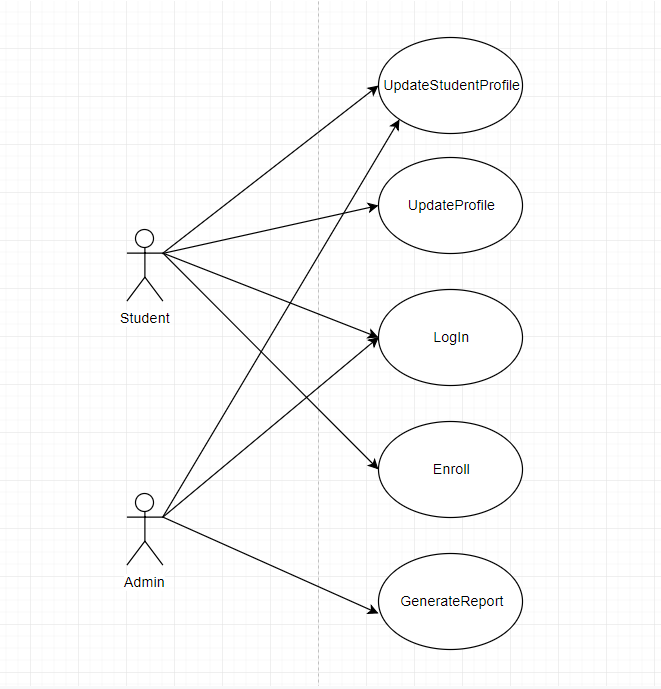 UpdateStudentProfile
UpdateProfile
Student
LogIn
Enroll
Admin
GenerateReport